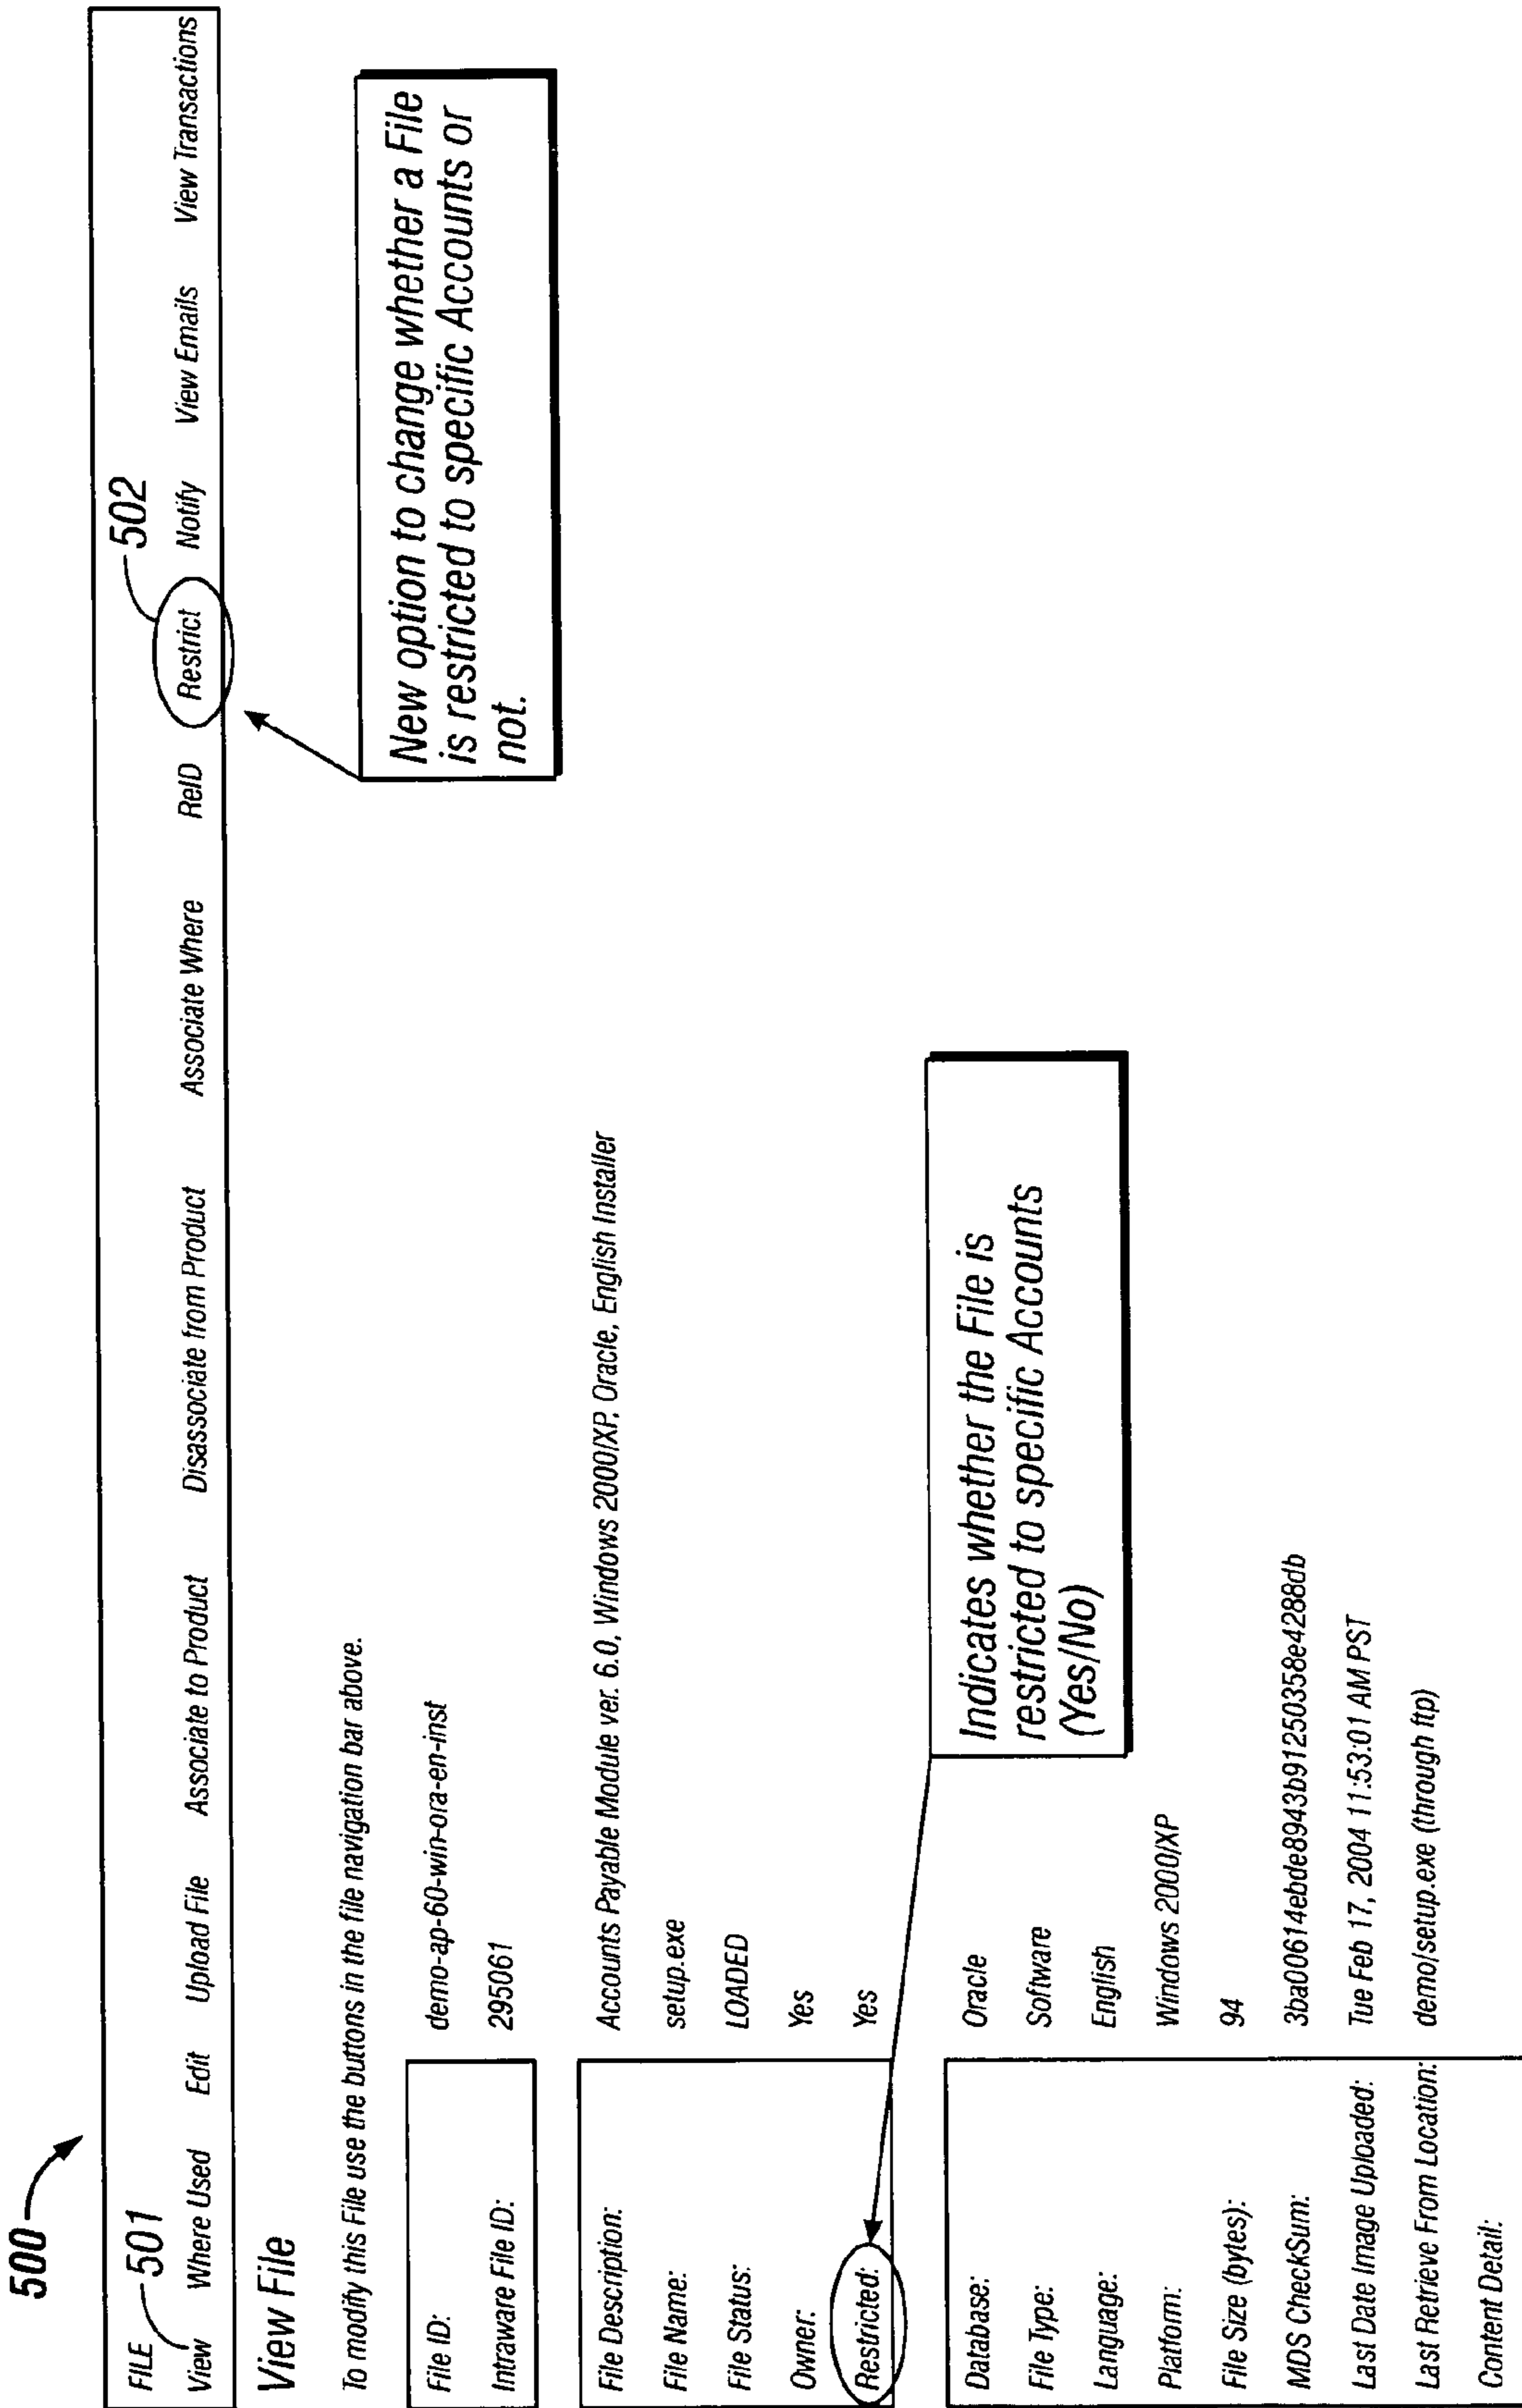 500
FILE 501 502
View Where Used Edit Upload File Associate to Product Disassociate from Product Associate Where ReID Restrict Notify View Emails View Transactions
View File
To modify this File use the buttons in the file navigation bar above.
New option to change whether a File
is restricted to specific Accounts or
not.
File ID: demo-ap-60-win-ora-en-inst
Intraware File ID: 295061
File Description: Accounts Payable Module ver. 6.0, Windows 2000/XP, Oracle, English Installer
File Name: setup.exe
File Status: LOADED
Owner: Yes
Restricted: Yes
Indicates whether the File is
restricted to specific Accounts
(Yes/No)
Database: Oracle
File Type: Software
Language: English
Platform: Windows 2000/XP
File Size (bytes): 94
MDS CheckSum: 3ba00614ebde8943b91250358e4288db
Last Date Image Uploaded: Tue Feb 17, 2004 11:53:01 AM PST
Last Retrieve From Location: demo/setup.exe (through ftp)
Content Detail: